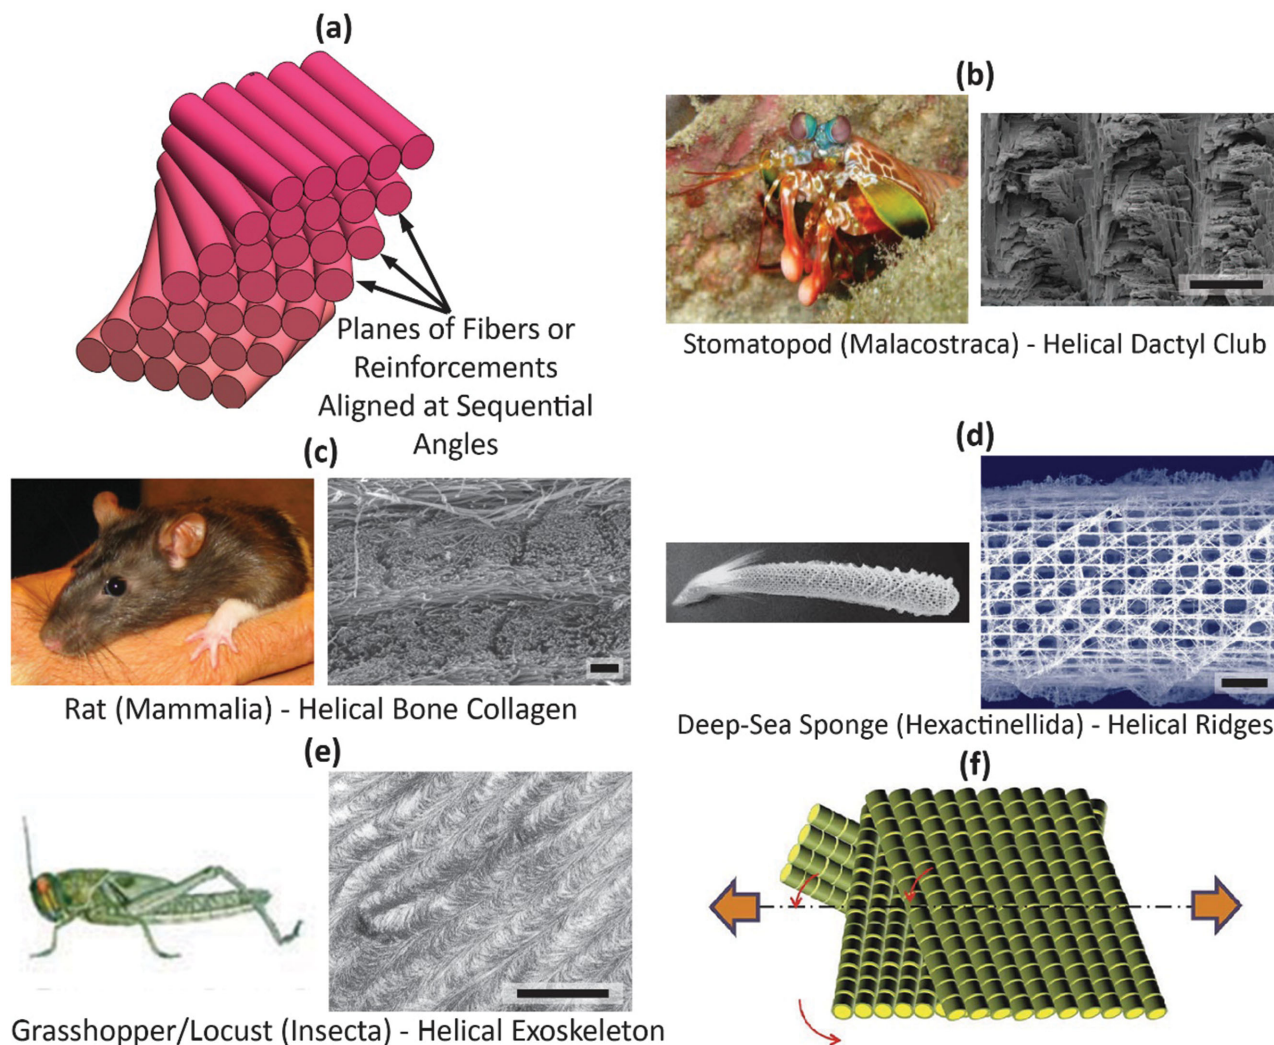 (a)
Planes of Fibers or
Reinforcements
Aligned at Sequential
Angles
(b)
Stomatopod (Malacostraca) - Helical Dactyl Club
(c)
Rat (Mammalia) - Helical Bone Collagen
(d)
Deep-Sea Sponge (Hexactinellida) - Helical Ridges
(e)
Grasshopper/Locust (Insecta) - Helical Exoskeleton
(f)